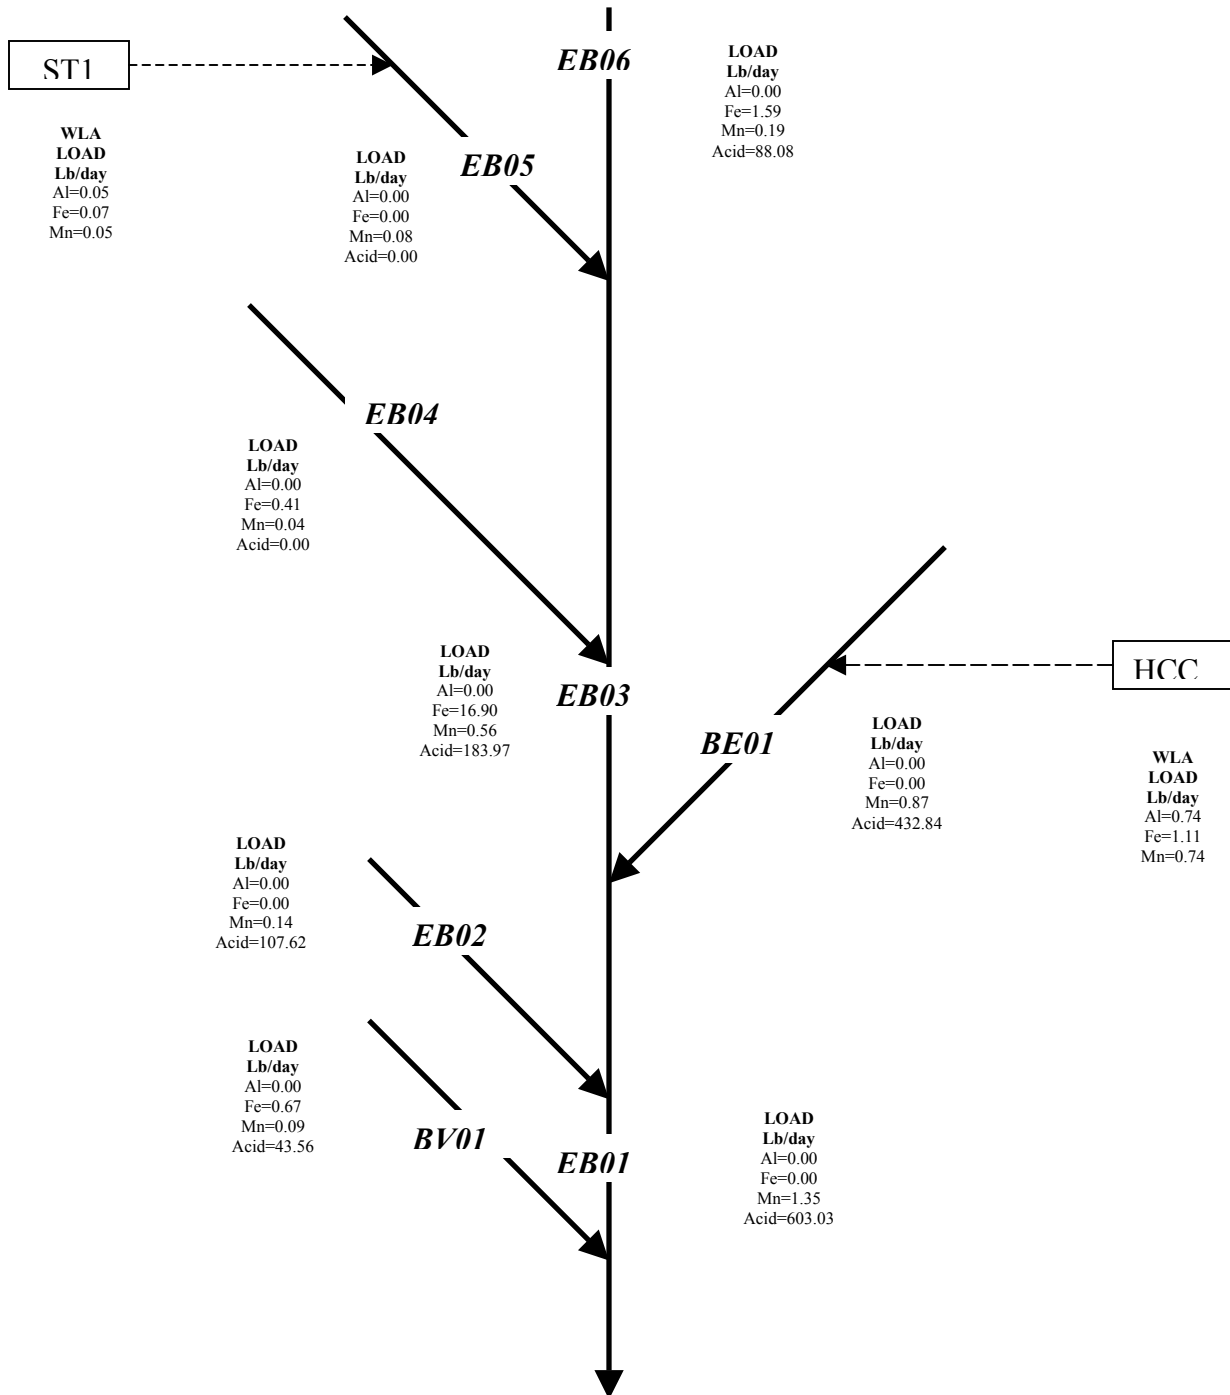 EB06
ST1
LOAD
Lb/day
Al=0.00
Fe=1.59
Mn=0.19
Acid=88.08
WLA
LOAD
Lb/day
Al=0.05
Fe=0.07
Mn=0.05
EB05
LOAD
Lb/day
Al=0.00
Fe=0.00
Mn=0.08
Acid=0.00
EB04
LOAD
Lb/day
Al=0.00
Fe=0.41
Mn=0.04
Acid=0.00
LOAD
Lb/day
Al=0.00
Fe=16.90
Mn=0.56
Acid=183.97
EB03
HCC
BE01
LOAD
Lb/day
Al=0.00
Fe=0.00
Mn=0.87
Acid=432.84
WLA
LOAD
Lb/day
Al=0.74
Fe=1.11
Mn=0.74
LOAD
Lb/day
Al=0.00
Fe=0.00
Mn=0.14
Acid=107.62
EB02
LOAD
Lb/day
Al=0.00
Fe=0.67
Mn=0.09
Acid=43.56
BV01
EB01
LOAD
Lb/day
Al=0.00
Fe=0.00
Mn=1.35
Acid=603.03